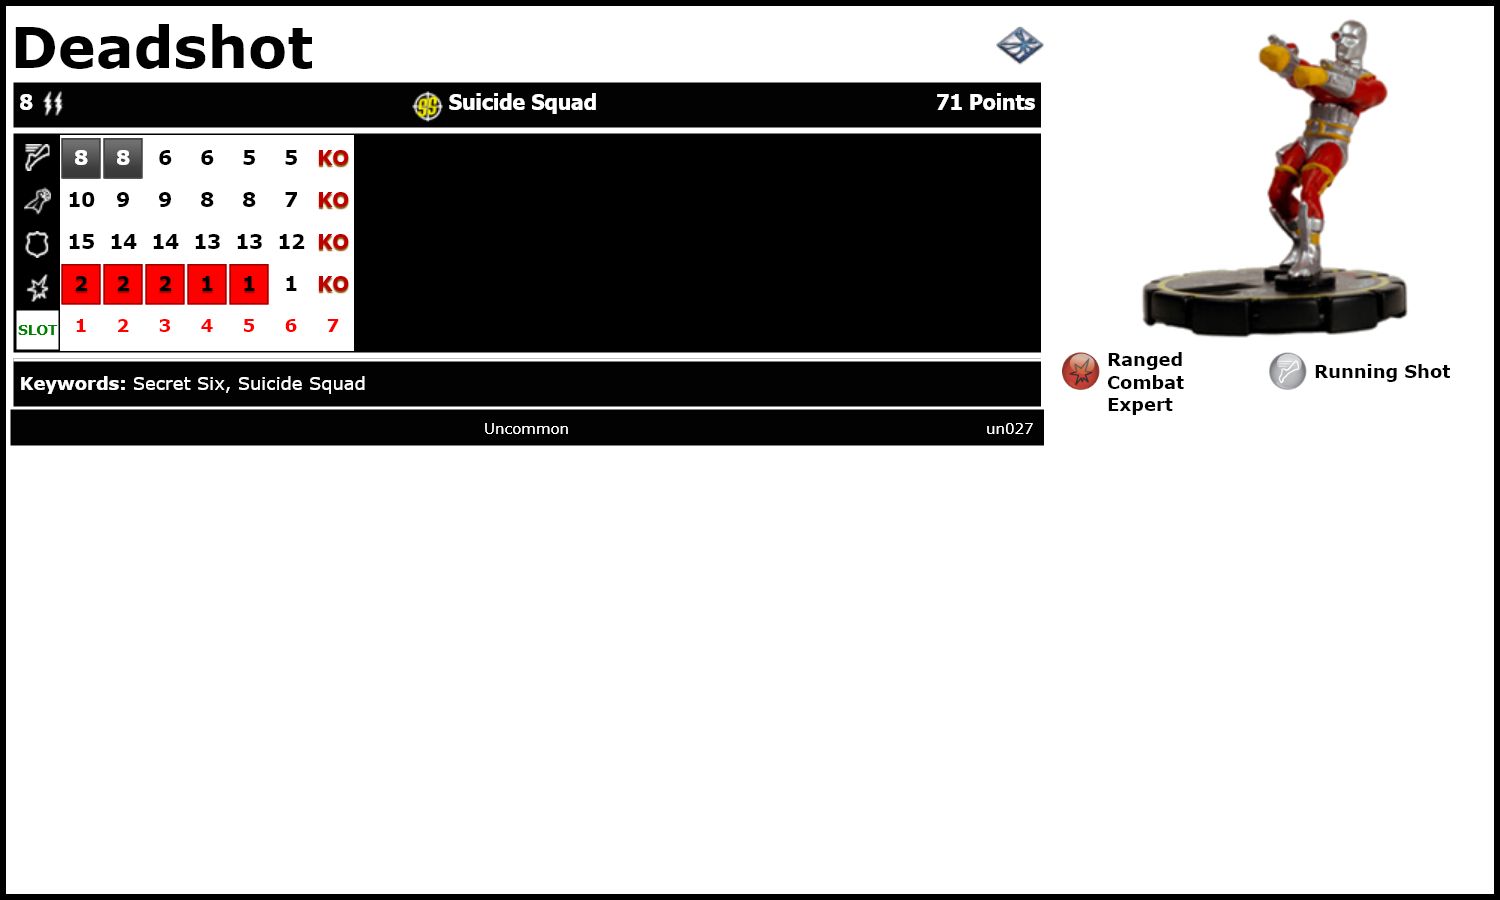 Deadshot
8 Suicide Squad 71 Points
8 8 6 6 5 5 KO
10 9 9 8 8 7 KO
15 14 14 13 13 12 KO
2 2 2 1 1 1 KO
SLOT 1 2 3 4 5 6 7
Keywords: Secret Six, Suicide Squad
Uncommon un027
Ranged
Combat
Expert
Running Shot